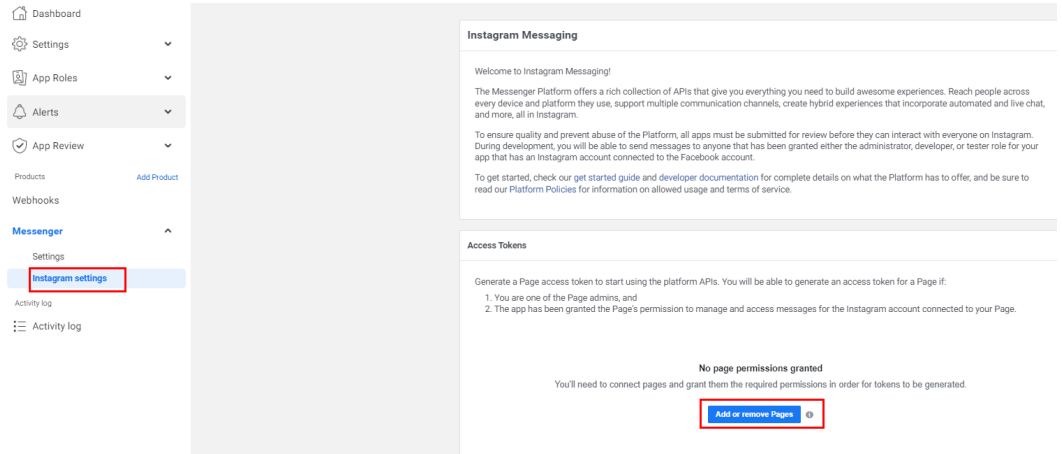 Dashboard
Settings
App Roles
Alerts
App Review
Products Add Product
Webhooks
Messenger
Settings
Instagram settings
Activity log
Activity log
Instagram Messaging
Welcome to Instagram Messaging!
The Messenger Platform offers a rich collection of APIs that give you everything you need to build awesome experiences. Reach people across
every device and platform they use, support multiple communication channels, create hybrid experiences that incorporate automated and live chat,
and more, all in Instagram.
To ensure quality and prevent abuse of the Platform, all apps must be submitted for review before they can interact with everyone on Instagram.
During development, you will be able to send messages to anyone that has been granted either the administrator, developer, or tester role for your
app that has an Instagram account connected to the Facebook account.
To get started, check our get started guide and developer documentation for complete details on what the Platform has to offer, and be sure to
read our Platform Policies for information on allowed usage and terms of service.
Access Tokens
Generate a Page access token to start using the platform APIs. You will be able to generate an access token for a Page if:
1. You are one of the Page admins, and
2. The app has been granted the Page's permission to manage and access messages for the Instagram account connected to your Page.
No page permissions granted
You'll need to connect pages and grant them the required permissions in order for tokens to be generated.
Add or remove Pages